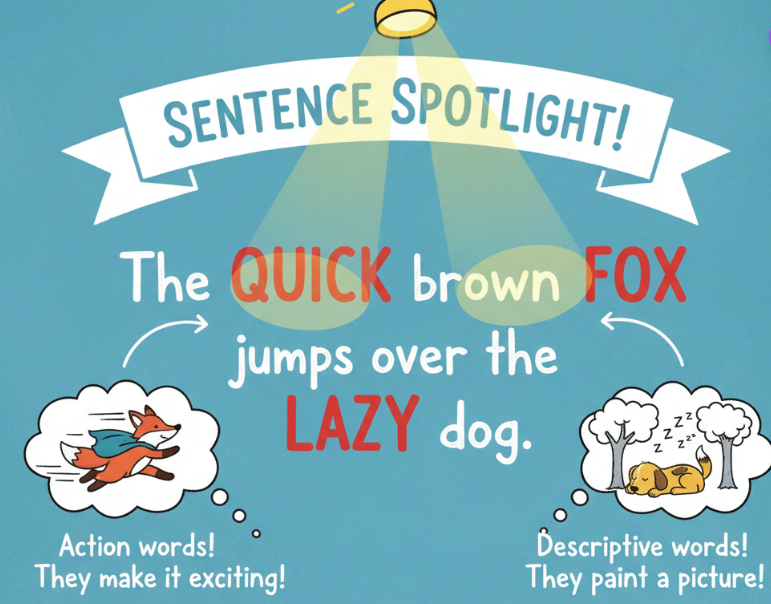 SENTENCE SPOTLIGHT!
The QUICK brown FOX
jumps over the
LAZY dog.
z z z z z z z
Action words!
They make it exciting!
Descriptive words!
They paint a picture!